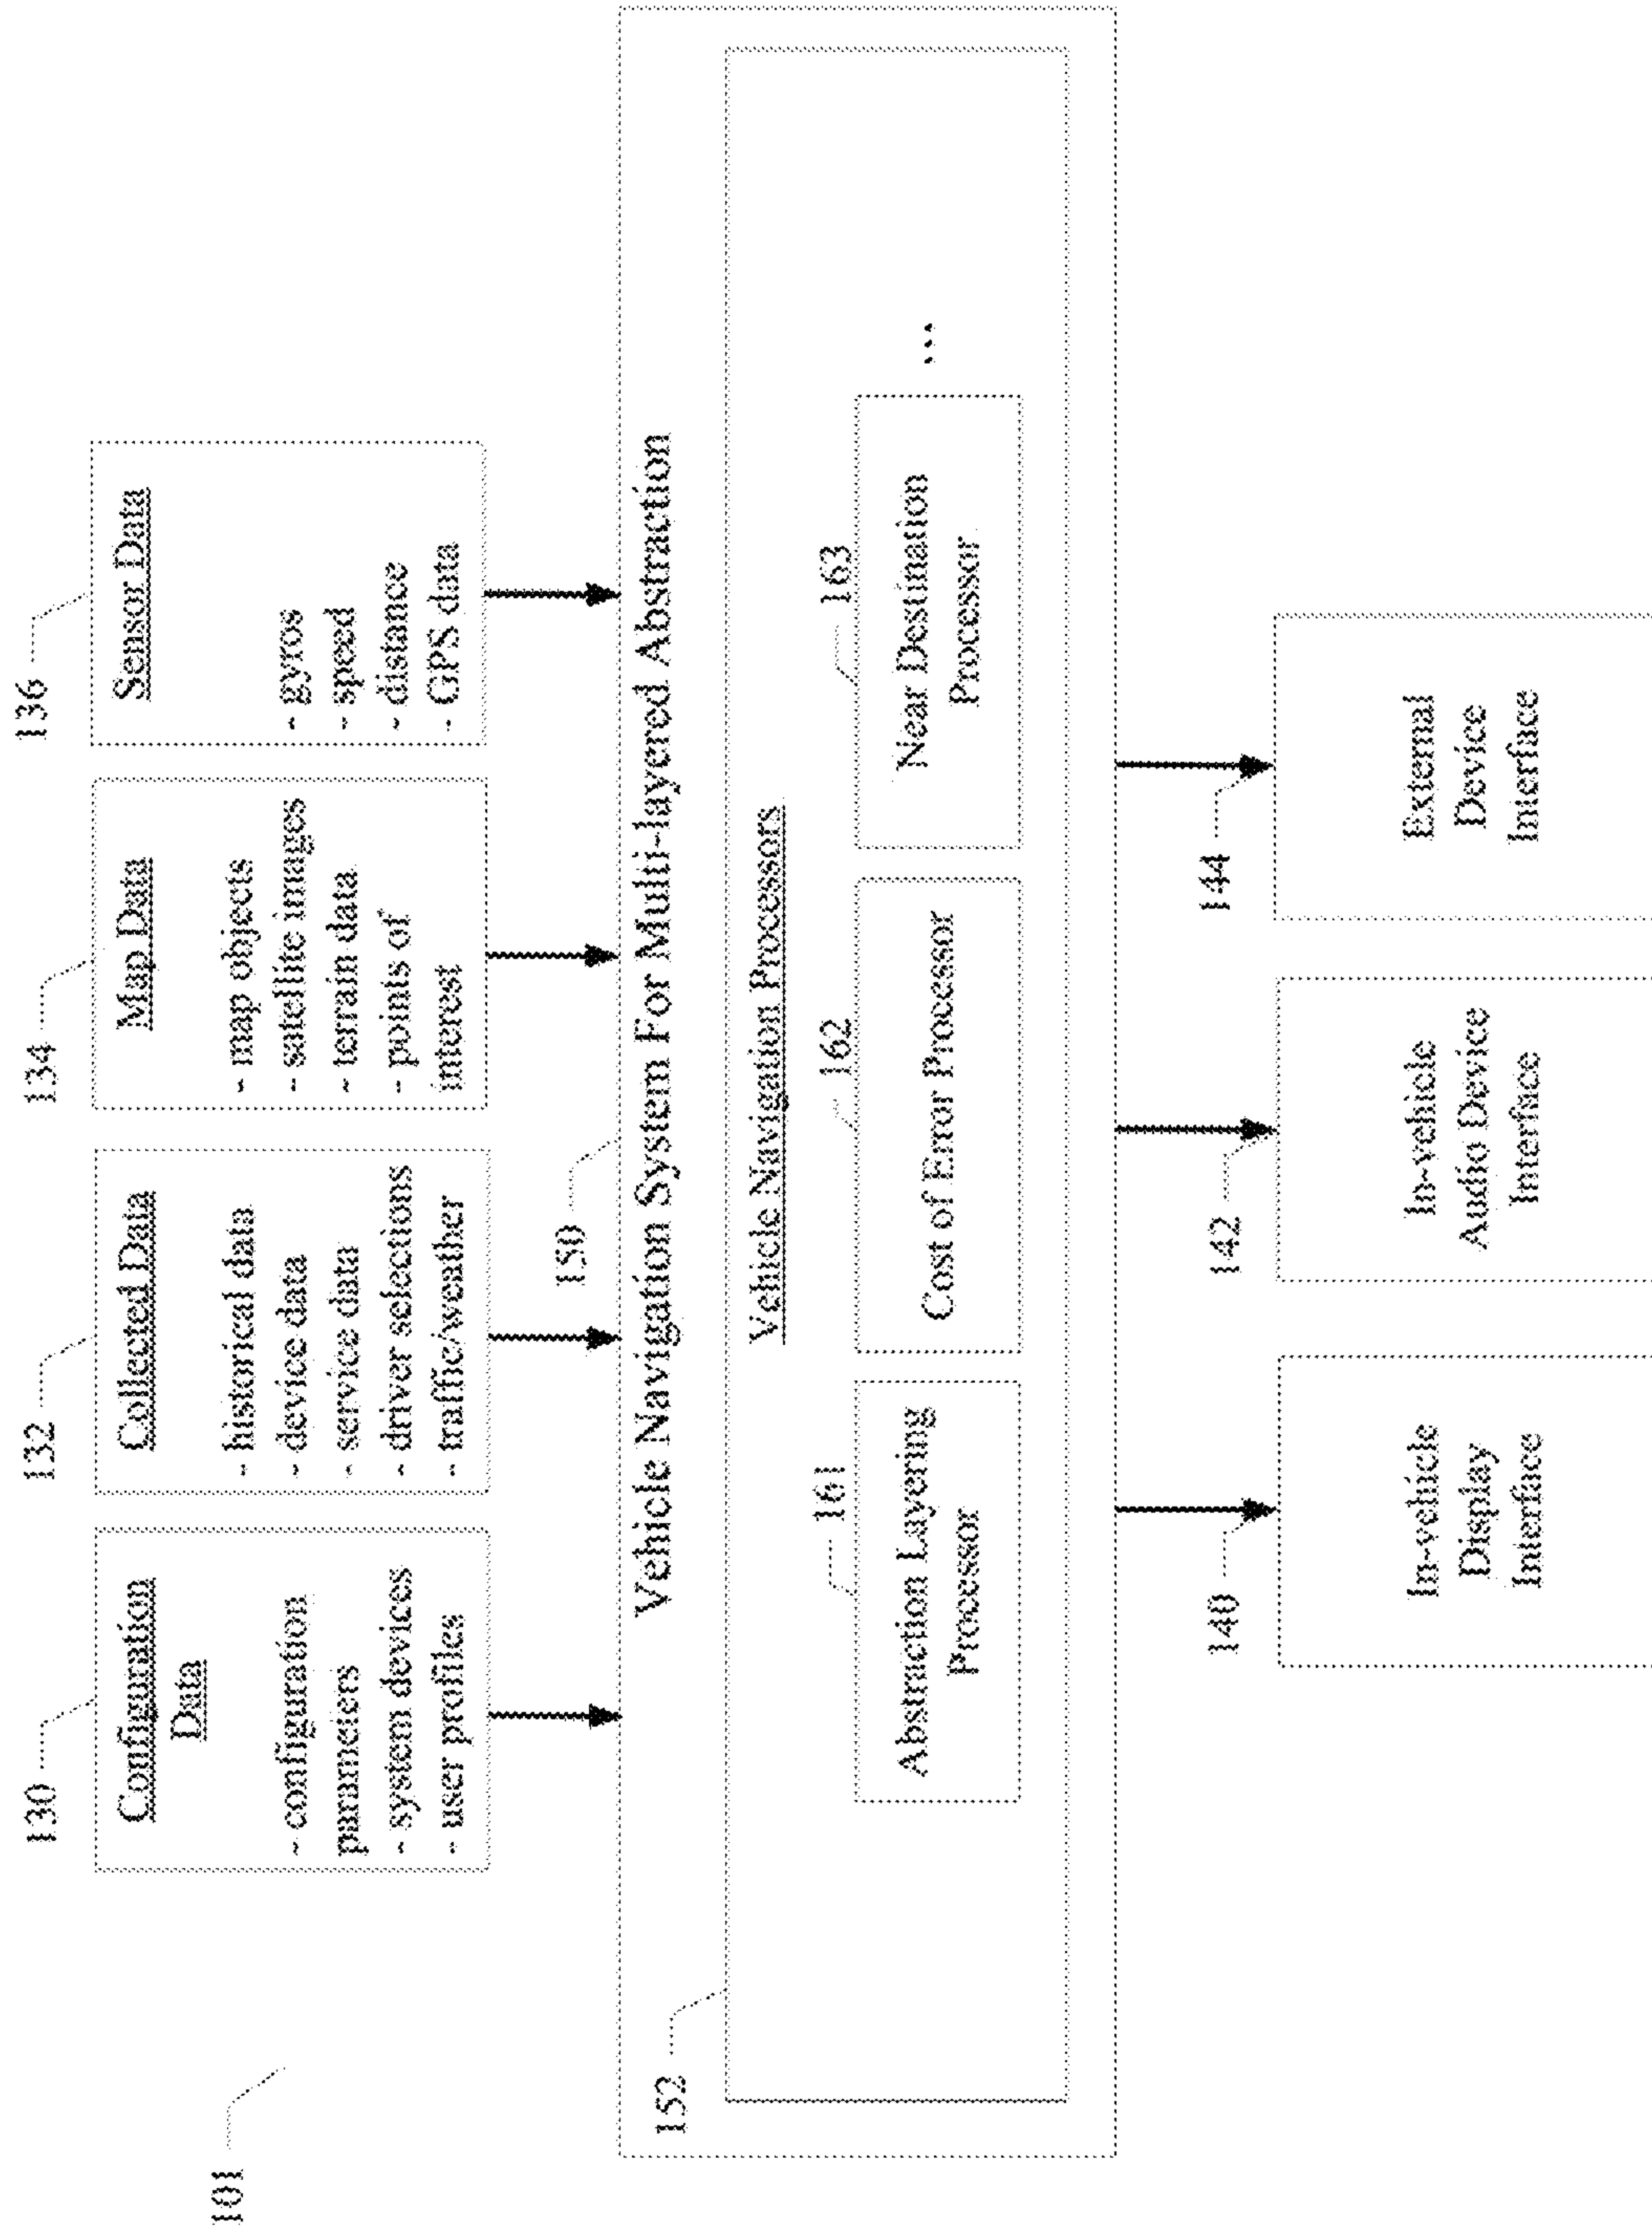 101
130
Configuration
Data
- configuration
parameters
- system devices
- user profiles
132
Collected Data
- historical data
- device data
- service data
- driver selections
- traffic/weather
134
Map Data
- map objects
- satellite images
- terrain data
- points of
interest
136
Sensor Data
- gyros
- speed
- distance
- GPS data
150
Vehicle Navigation System For Multi-layered Abstraction
152
Vehicle Navigation Processors
161
Abstraction Layering
Processor
162
Cost of Error Processor
163
Near Destination
Processor
...
140
In-vehicle
Display
Interface
142
In-vehicle
Audio Device
Interface
144
External
Device
Interface